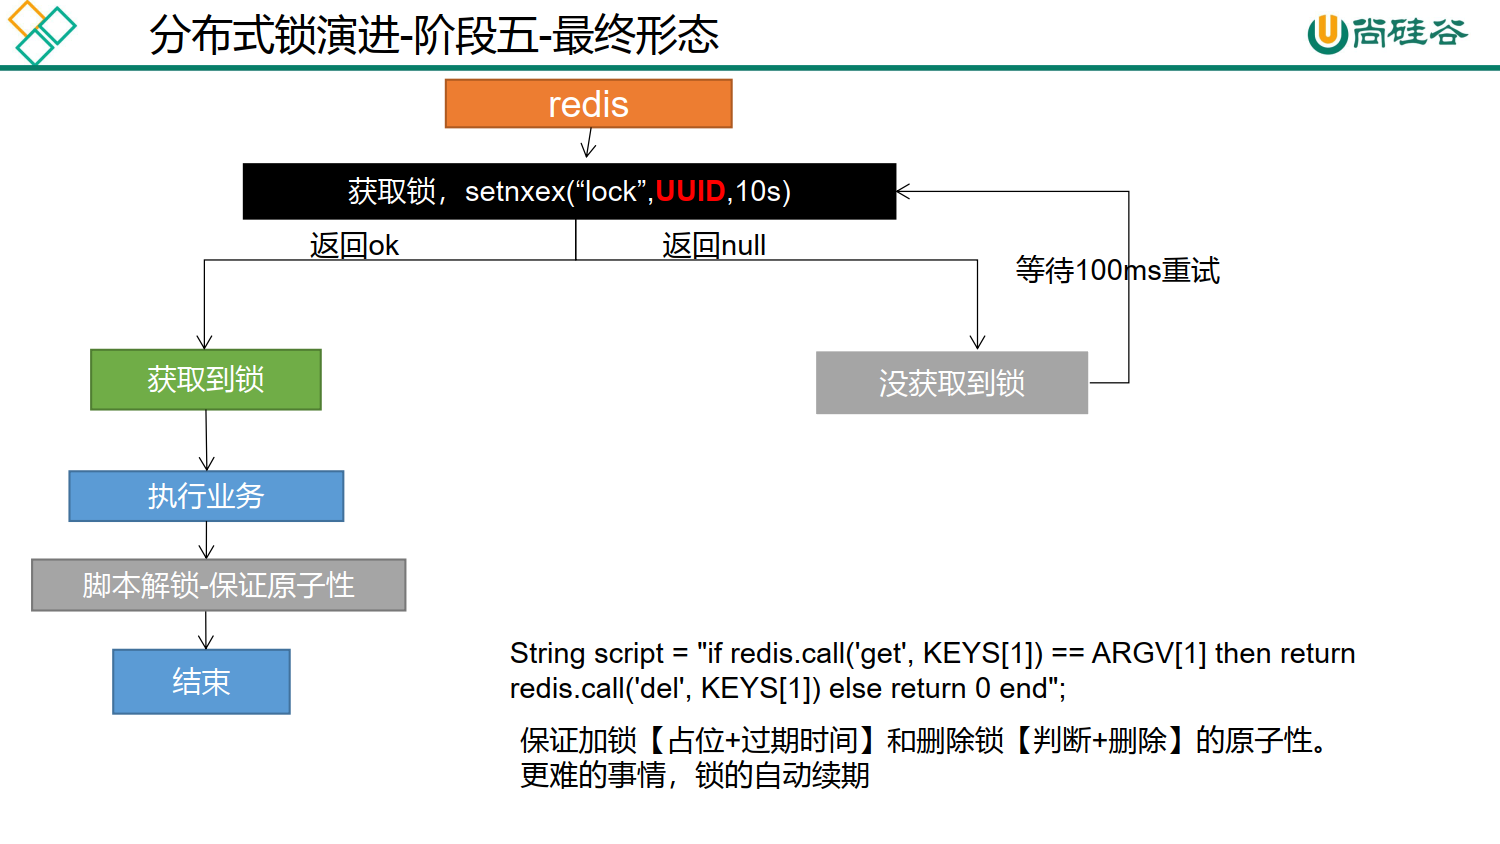 分布式锁演进-阶段五-最终形态
尚硅谷
redis
获取锁，setnxex(“lock”,UUID,10s)
返回ok
返回null
等待100ms重试
获取到锁
没获取到锁
执行业务
脚本解锁-保证原子性
结束
String script = "if redis.call('get', KEYS[1]) == ARGV[1] then return
redis.call('del', KEYS[1]) else return 0 end";
保证加锁【占位+过期时间】和删除锁【判断+删除】的原子性。
更难的事情，锁的自动续期